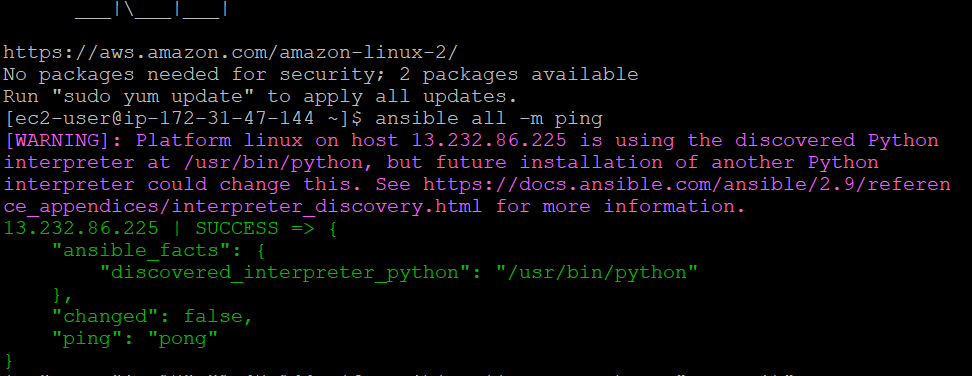 ___|\___|___|
https://aws.amazon.com/amazon-linux-2/
No packages needed for security; 2 packages available
Run "sudo yum update" to apply all updates.
[ec2-user@ip-172-31-47-144 ~]$ ansible all -m ping
[WARNING]: Platform linux on host 13.232.86.225 is using the discovered Python
interpreter at /usr/bin/python, but future installation of another Python
interpreter could change this. See https://docs.ansible.com/ansible/2.9/referen
ce_appendices/interpreter_discovery.html for more information.
13.232.86.225 | SUCCESS => {
    "ansible_facts": {
        "discovered_interpreter_python": "/usr/bin/python"
    },
    "changed": false,
    "ping": "pong"
}